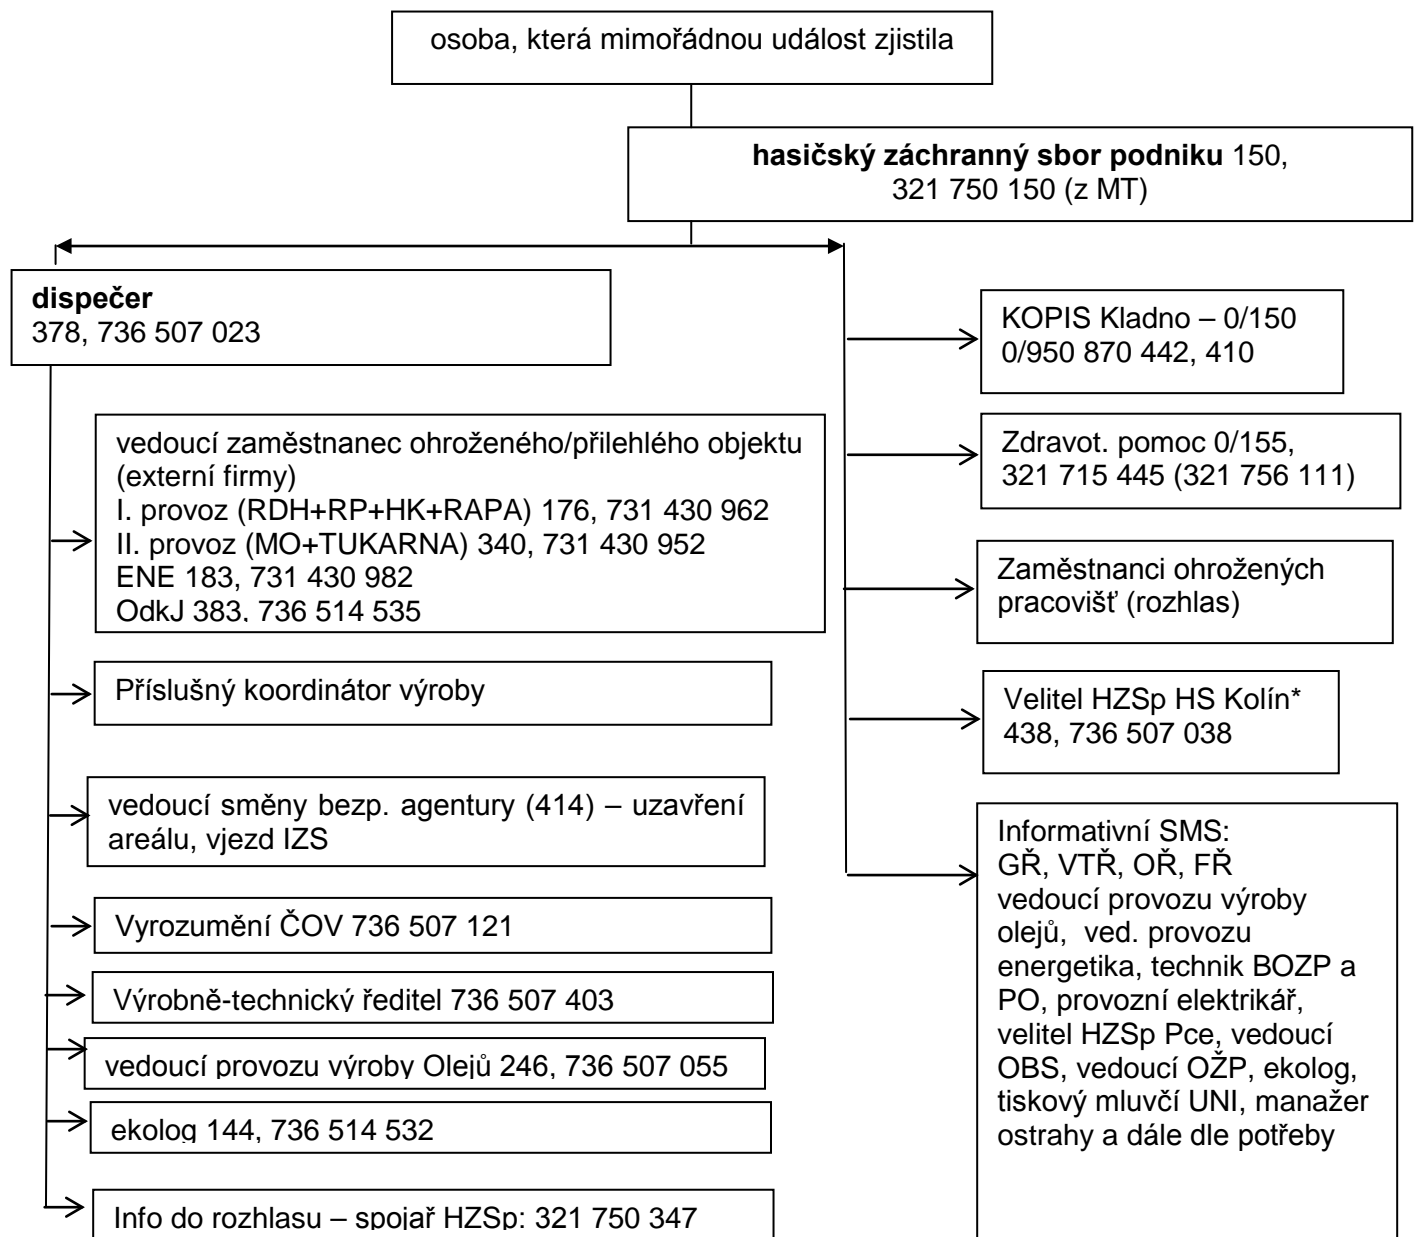 osoba, která mimořádnou událost zjistila
hasičský záchranný sbor podniku 150,
321 750 150 (z MT)
dispečer
378, 736 507 023
vedoucí zaměstnanec ohroženého/přilehlého objektu
(externí firmy)
I. provoz (RDH+RP+HK+RAPA) 176, 731 430 962
II. provoz (MO+TUKARNA) 340, 731 430 952
ENE 183, 731 430 982
OdkJ 383, 736 514 535
Příslušný koordinátor výroby
vedoucí směny bezp. agentury (414) – uzavření
areálu, vjezd IZS
Vyrozumění ČOV 736 507 121
Výrobně-technický ředitel 736 507 403
vedoucí provozu výroby Olejů 246, 736 507 055
ekolog 144, 736 514 532
Info do rozhlasu – spojař HZSp: 321 750 347
KOPIS Kladno – 0/150
0/950 870 442, 410
Zdravot. pomoc 0/155,
321 715 445 (321 756 111)
Zaměstnanci ohrožených
pracovišť (rozhlas)
Velitel HZSp HS Kolín*
438, 736 507 038
Informativní SMS:
GŘ, VTŘ, OŘ, FŘ
vedoucí provozu výroby
olejů, ved. provozu
energetika, technik BOZP a
PO, provozní elektrikář,
velitel HZSp Pce, vedoucí
OBS, vedoucí OŽP, ekolog,
tiskový mluvčí UNI, manažer
ostrahy a dále dle potřeby